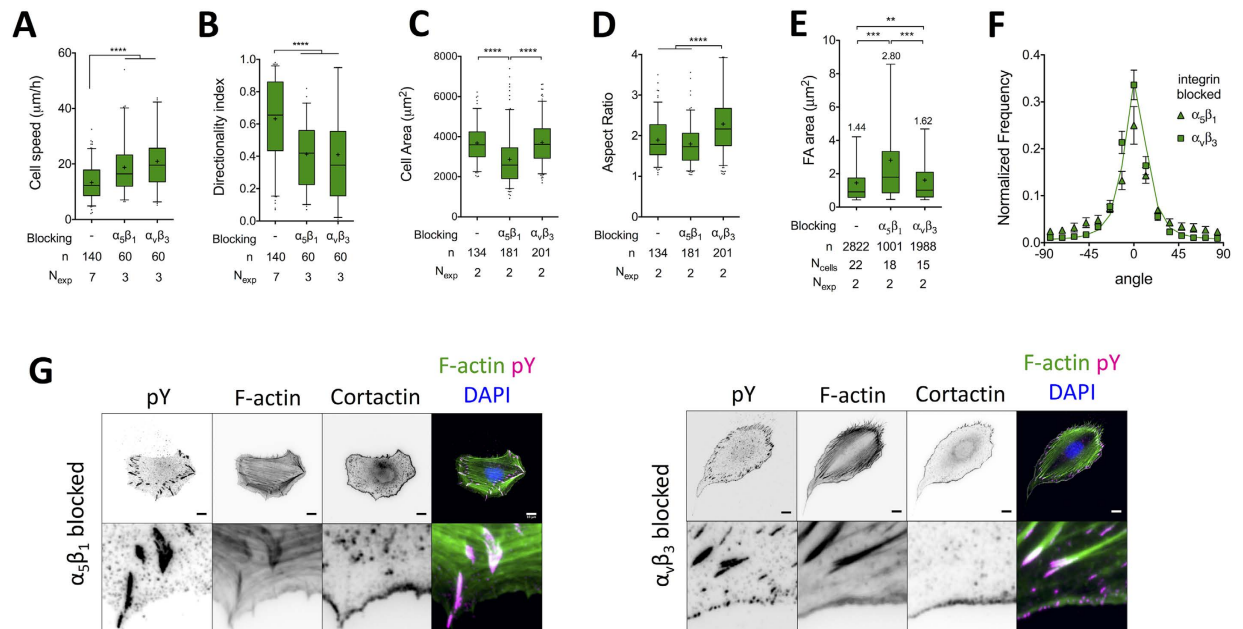 A
Cell speed (μm/h)
60
40
20
0
****
Blocking - α5β1 αvβ3
n 140 60 60
Nexp 7 3 3
B
Directionality index
1.0
0.8
0.6
0.4
0.2
0.0
****
Blocking - α5β1 αvβ3
n 140 60 60
Nexp 7 3 3
C
Cell Area (μm²)
8000
6000
4000
2000
0
**** ****
Blocking - α5β1 αvβ3
n 134 181 201
Nexp 2 2 2
D
Aspect Ratio
4
3
2
1
0
****
Blocking - α5β1 αvβ3
n 134 181 201
Nexp 2 2 2
E
FA area (μm²)
10
8
6
4
2
0
**
*** ***
1.44 2.80 1.62
Blocking - α5β1 αvβ3
n 2822 1001 1988
Ncells 22 18 15
Nexp 2 2 2
F
Normalized Frequency
0.4
0.3
0.2
0.1
0.0
-90 -45 0 45 90
angle
integrin
blocked
α5β1
αvβ3
G
α5β1 blocked
F-actin pY
pY F-actin Cortactin DAPI
αvβ3 blocked
F-actin pY
pY F-actin Cortactin DAPI